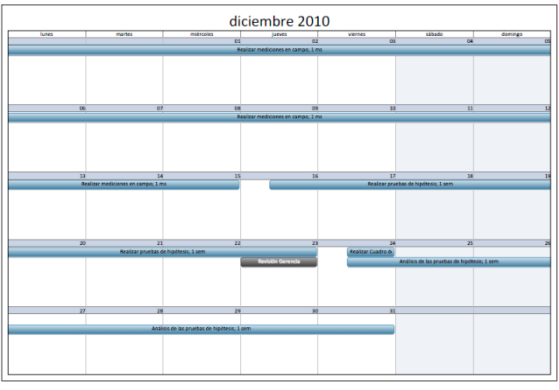 diciembre 2010
lunes martes miércoles jueves viernes sábado domingo
01 02 03 04 05
Realizar mediciones en campo; 1 ms
06 07 08 09 10 11 12
Realizar mediciones en campo; 1 ms
13 14 15 16 17 18 19
Realizar mediciones en campo; 1 ms Realizar pruebas de hipótesis; 1 sem
20 21 22 23 24 25 26
Realizar pruebas de hipótesis; 1 sem Realizar Cuadro de
Revisión Gerencia Análisis de las pruebas de hipótesis; 1 sem
27 28 29 30 31
Análisis de las pruebas de hipótesis; 1 sem